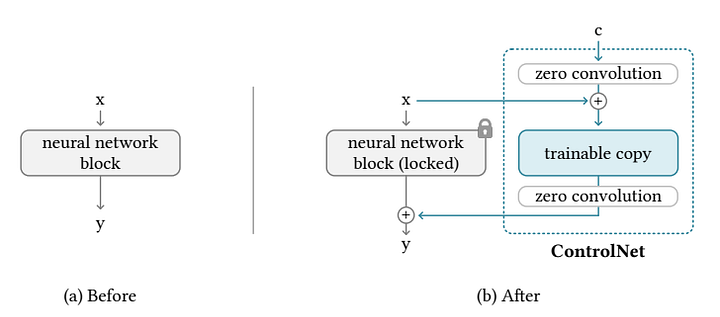 x
neural network
block
y
(a) Before
c
zero convolution
x
+
neural network
block (locked)
trainable copy
zero convolution
+
y
ControlNet
(b) After